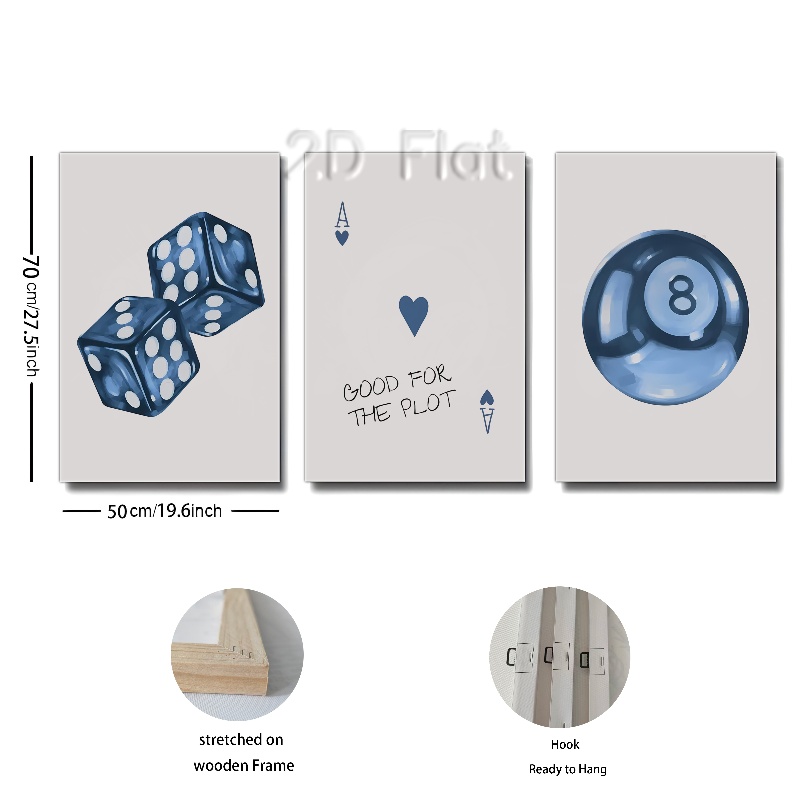 2D Flat
A
GOOD FOR
THE PLOT
A
8
70 cm/27.5inch
50cm/19.6inch
stretched on
wooden Frame
Hook
Ready to Hang